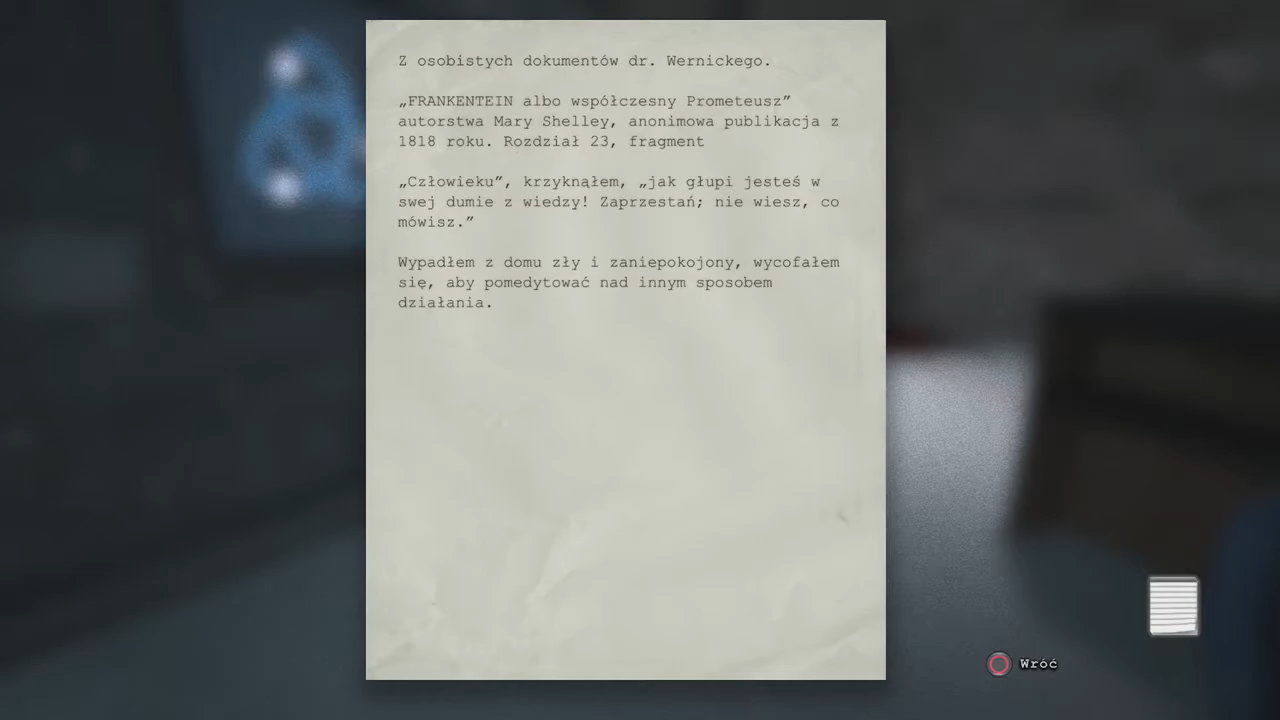 Z osobistych dokumentów dr. Wernickego.
„FRANKENTEIN albo współczesny Prometeusz”
autorstwa Mary Shelley, anonimowa publikacja z
1818 roku. Rozdział 23, fragment
„Człowieku”, krzyknąłem, „jak głupi jesteś w
swej dumie z wiedzy! Zaprzestań; nie wiesz, co
mówisz.”
Wypadłem z domu zły i zaniepokojony, wycofałem
się, aby pomedytować nad innym sposobem
działania.
Wróć